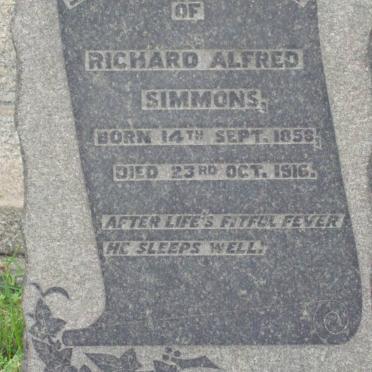 OF
RICHARD ALFRED
SIMMONS,
BORN 14TH SEPT. 1858,
DIED 23RD OCT. 1916.
AFTER LIFE'S FITFUL FEVER
HE SLEEPS WELL.